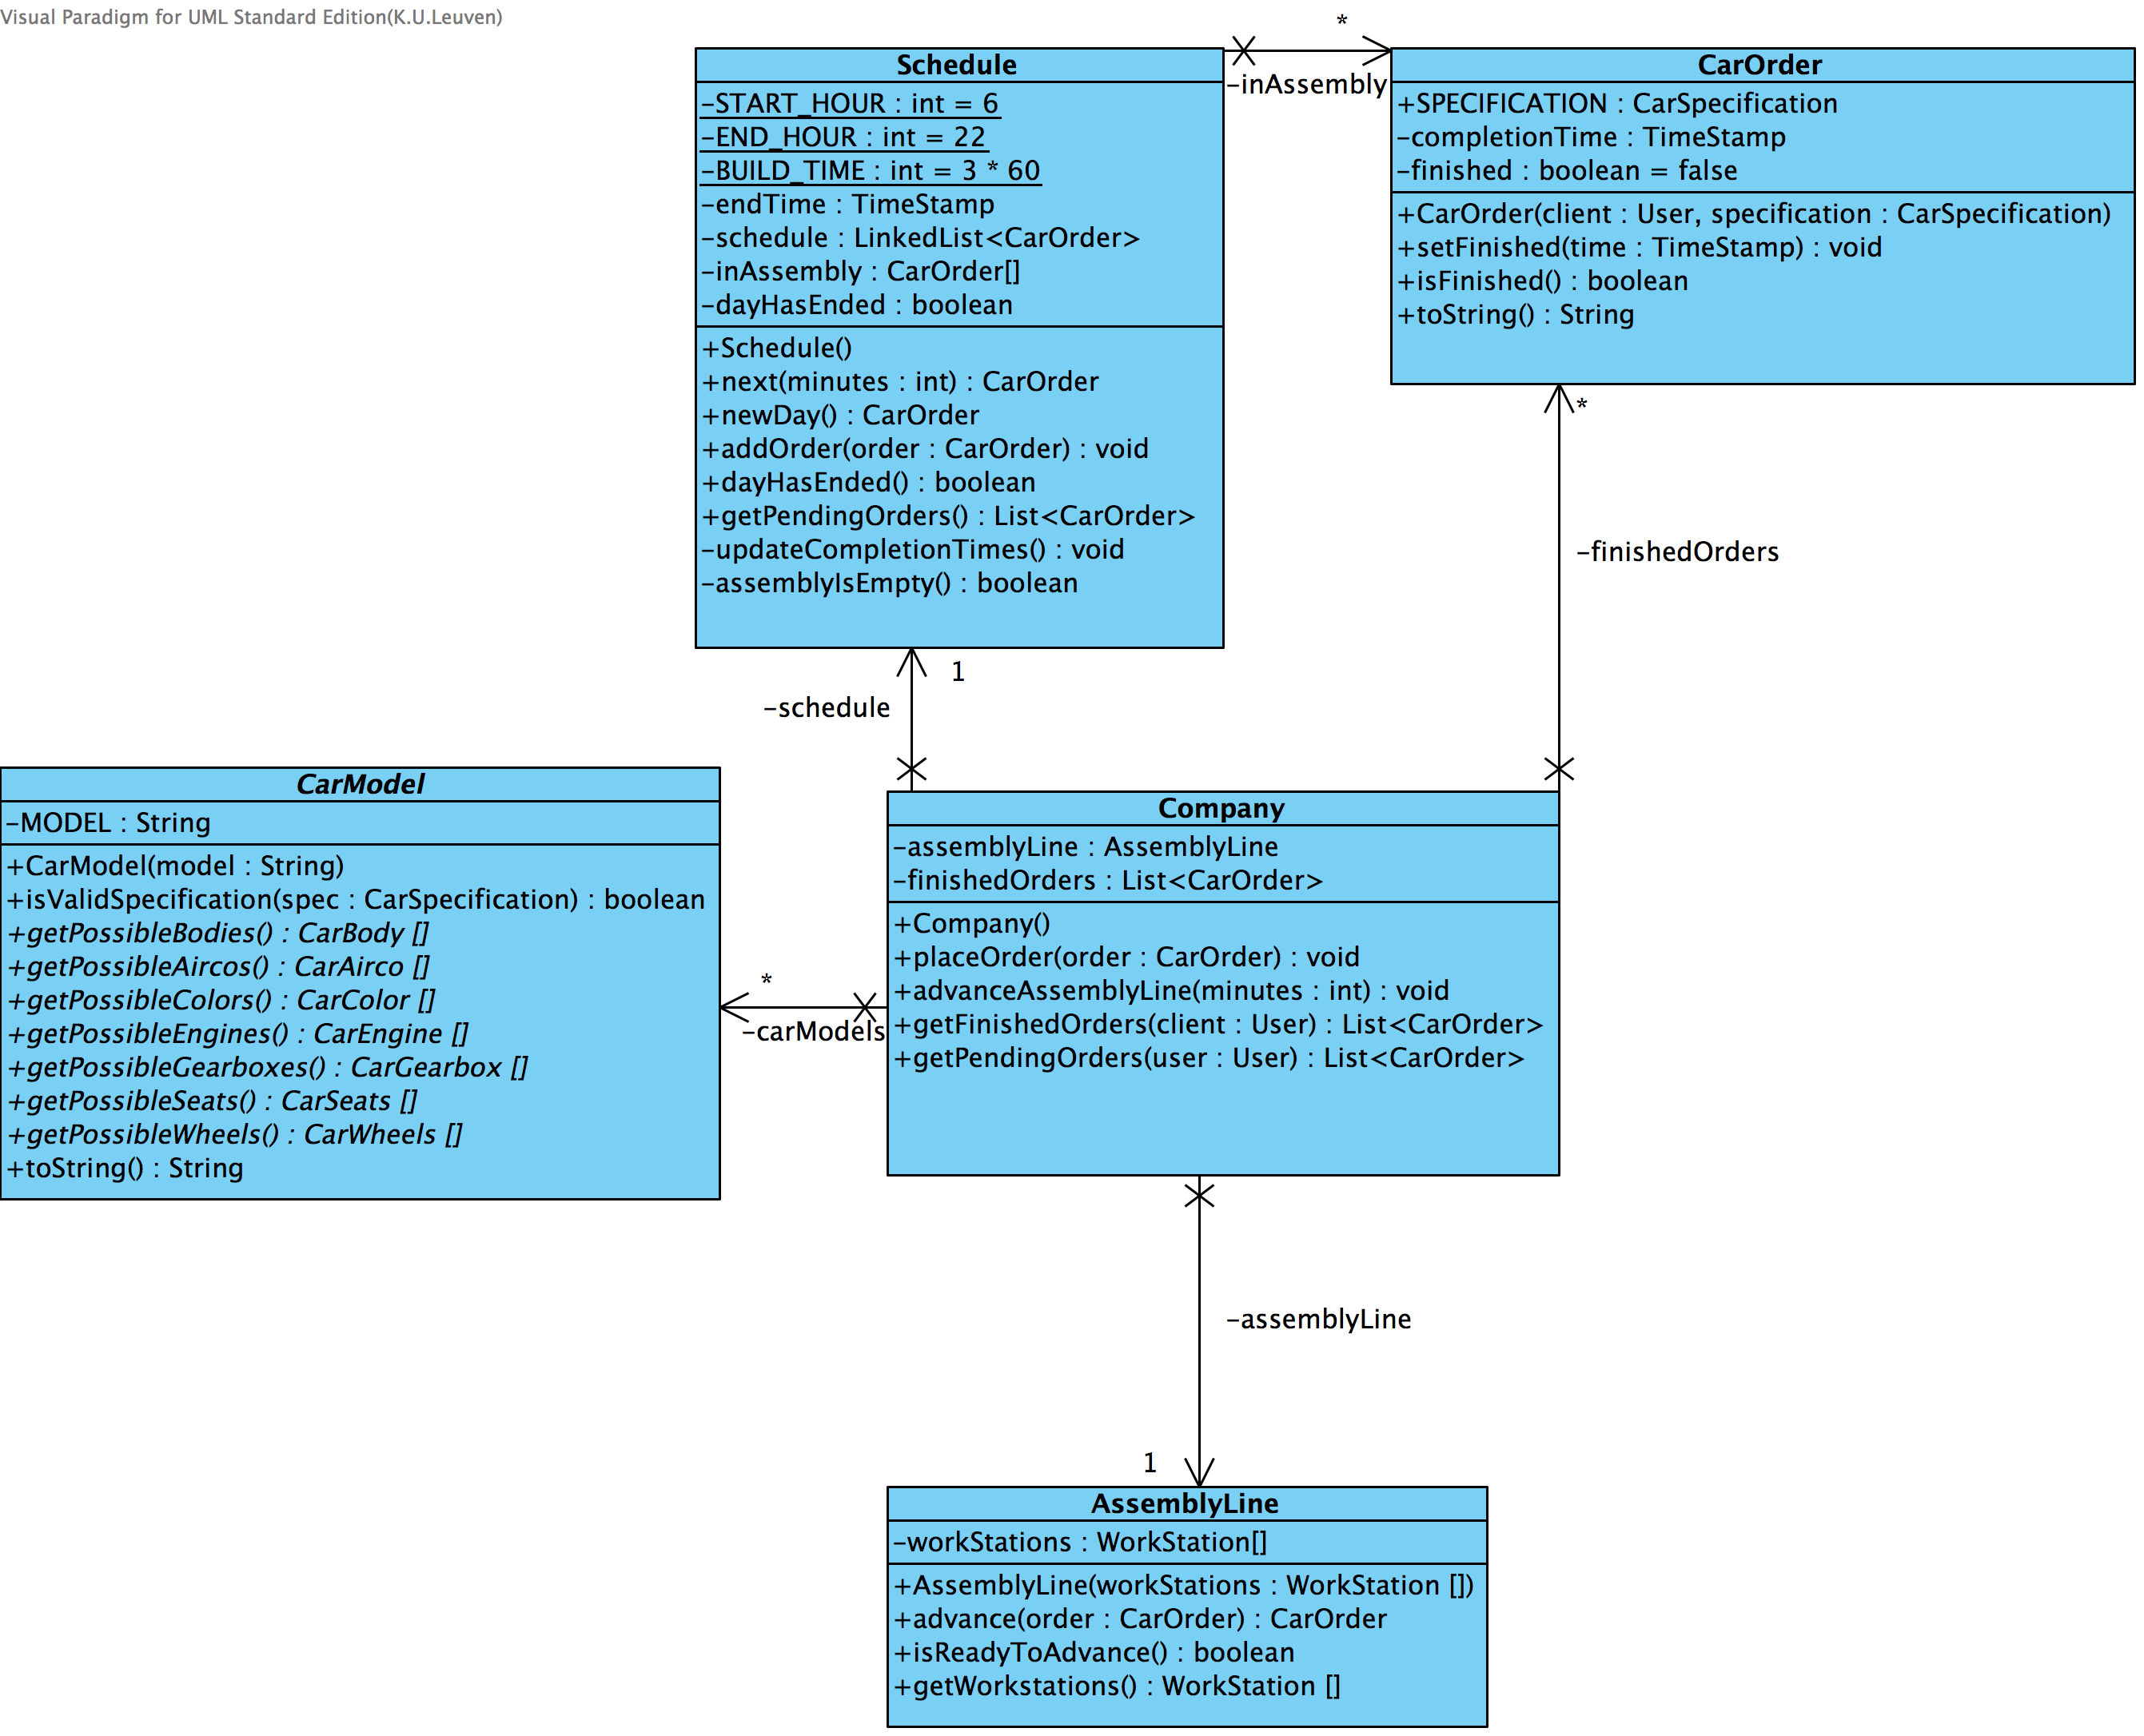 Visual Paradigm for UML Standard Edition(K.U.Leuven)
Schedule
-START_HOUR : int = 6
-END_HOUR : int = 22
-BUILD_TIME : int = 3 * 60
-endTime : TimeStamp
-schedule : LinkedList<CarOrder>
-inAssembly : CarOrder[]
-dayHasEnded : boolean
+Schedule()
+next(minutes : int) : CarOrder
+newDay() : CarOrder
+addOrder(order : CarOrder) : void
+dayHasEnded() : boolean
+getPendingOrders() : List<CarOrder>
-updateCompletionTimes() : void
-assemblyIsEmpty() : boolean
*
-inAssembly
CarOrder
+SPECIFICATION : CarSpecification
-completionTime : TimeStamp
-finished : boolean = false
+CarOrder(client : User, specification : CarSpecification)
+setFinished(time : TimeStamp) : void
+isFinished() : boolean
+toString() : String
*
-finishedOrders
1
-schedule
CarModel
-MODEL : String
+CarModel(model : String)
+isValidSpecification(spec : CarSpecification) : boolean
+getPossibleBodies() : CarBody []
+getPossibleAircos() : CarAirco []
+getPossibleColors() : CarColor []
+getPossibleEngines() : CarEngine []
+getPossibleGearboxes() : CarGearbox []
+getPossibleSeats() : CarSeats []
+getPossibleWheels() : CarWheels []
+toString() : String
*
-carModels
Company
-assemblyLine : AssemblyLine
-finishedOrders : List<CarOrder>
+Company()
+placeOrder(order : CarOrder) : void
+advanceAssemblyLine(minutes : int) : void
+getFinishedOrders(client : User) : List<CarOrder>
+getPendingOrders(user : User) : List<CarOrder>
-assemblyLine
1
AssemblyLine
-workStations : WorkStation[]
+AssemblyLine(workStations : WorkStation [])
+advance(order : CarOrder) : CarOrder
+isReadyToAdvance() : boolean
+getWorkstations() : WorkStation []